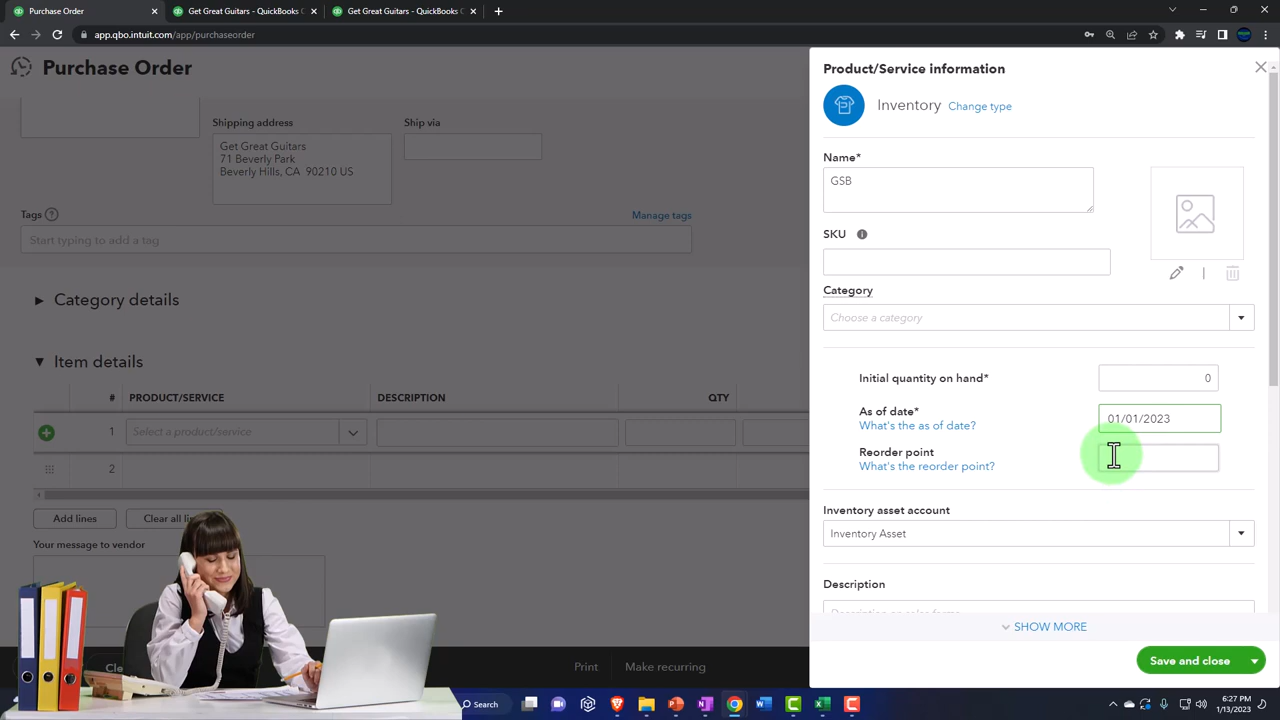 Purchase Order
Get Great Guitars - QuickBooks
Get Great Guitars - QuickBooks C
app.qbo.intuit.com/app/purchaseorder
Purchase Order
Shipping address
Ship via
Get Great Guitars
71 Beverly Park
Beverly Hills, CA 90210 US
Tags
Manage tags
Start typing to add a tag
Category details
Item details
# PRODUCT/SERVICE DESCRIPTION QTY
1 Select a product/service
2
Add lines
Clear all li
Your message to vendor
Print
Make recurring
Product/Service information
Inventory Change type
Name*
GSB
SKU
Category
Choose a category
Initial quantity on hand* 0
As of date* 01/01/2023
What's the as of date?
Reorder point
What's the reorder point?
Inventory asset account
Inventory Asset
Description
SHOW MORE
Save and close
Search
6:27 PM
1/13/2023